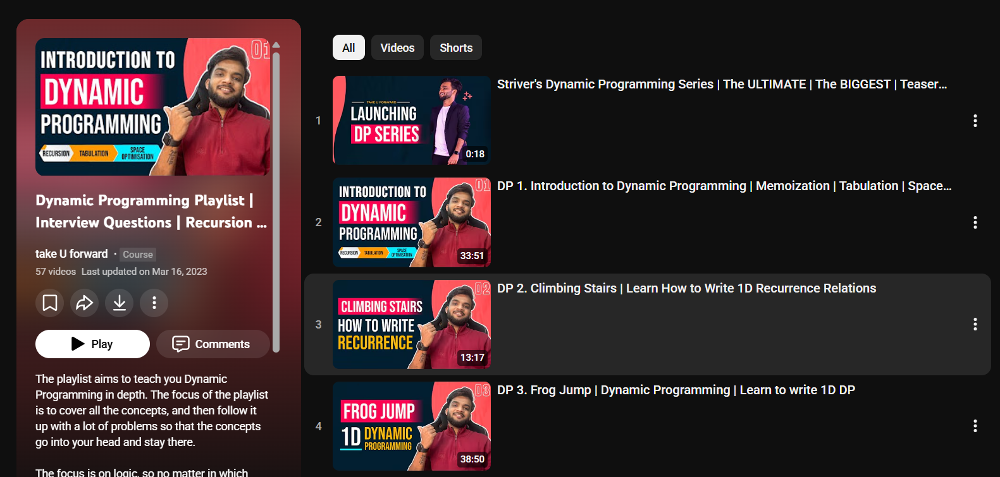 INTRODUCTION TO
01
DYNAMIC
PROGRAMMING
RECURSION
TABULATION
SPACE
OPTIMISATION
Dynamic Programming Playlist |
Interview Questions | Recursion ...
take U forward · Course
57 videos Last updated on Mar 16, 2023
Play
Comments
The playlist aims to teach you Dynamic
Programming in depth. The focus of the playlist
is to cover all the concepts, and then follow it
up with a lot of problems so that the concepts
go into your head and stay there.
The focus is on logic, so no matter in which
All
Videos
Shorts
1
TAKE U FORWARD
LAUNCHING
DP SERIES
0:18
Striver's Dynamic Programming Series | The ULTIMATE | The BIGGEST | Teaser...
2
INTRODUCTION TO
01
DYNAMIC
PROGRAMMING
RECURSION
TABULATION
SPACE
OPTIMISATION
33:51
DP 1. Introduction to Dynamic Programming | Memoization | Tabulation | Space...
3
02
CLIMBING STAIRS
HOW TO WRITE
RECURRENCE
13:17
DP 2. Climbing Stairs | Learn How to Write 1D Recurrence Relations
4
03
FROG JUMP
1D DYNAMIC
PROGRAMMING
38:50
DP 3. Frog Jump | Dynamic Programming | Learn to write 1D DP